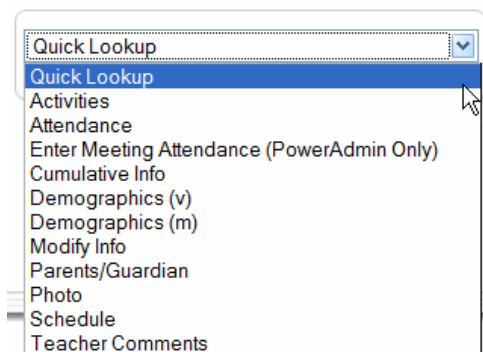 Quick Lookup
Quick Lookup
Activities
Attendance
Enter Meeting Attendance (PowerAdmin Only)
Cumulative Info
Demographics (v)
Demographics (m)
Modify Info
Parents/Guardian
Photo
Schedule
Teacher Comments